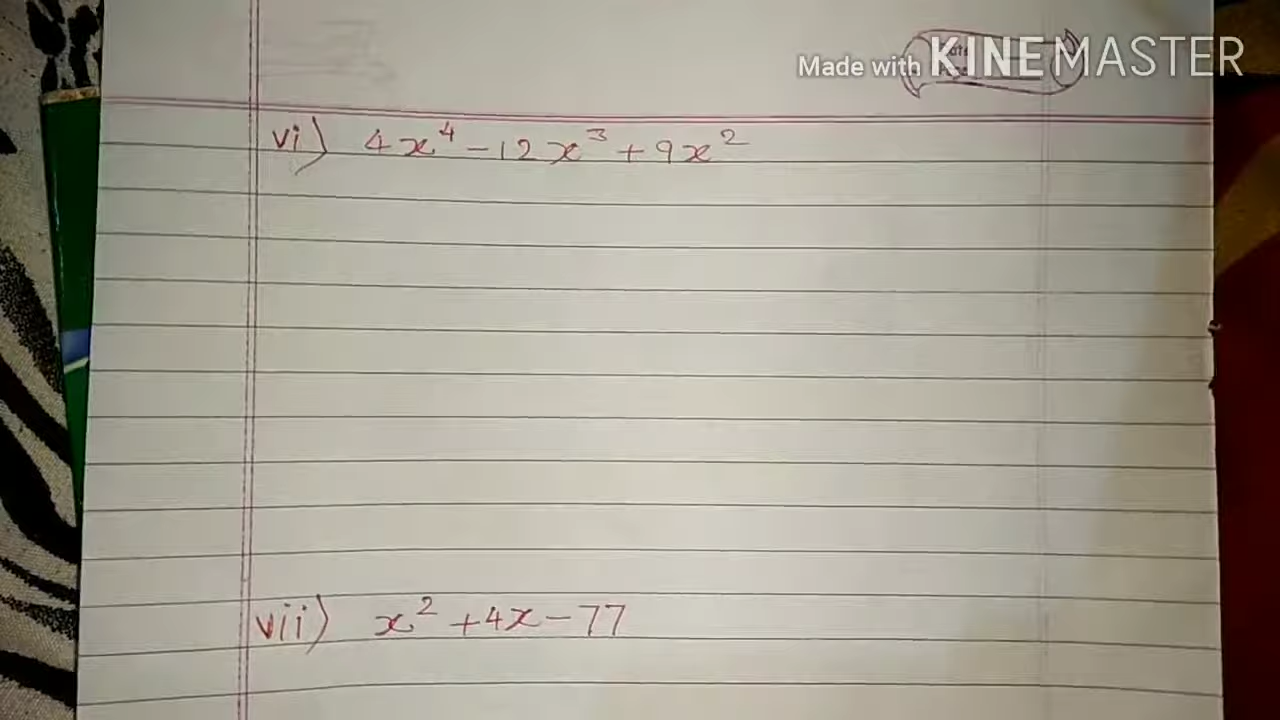 Made with KINEMASTER
vi) 4x⁴ - 12x³ + 9x²
vii) x² + 4x - 77